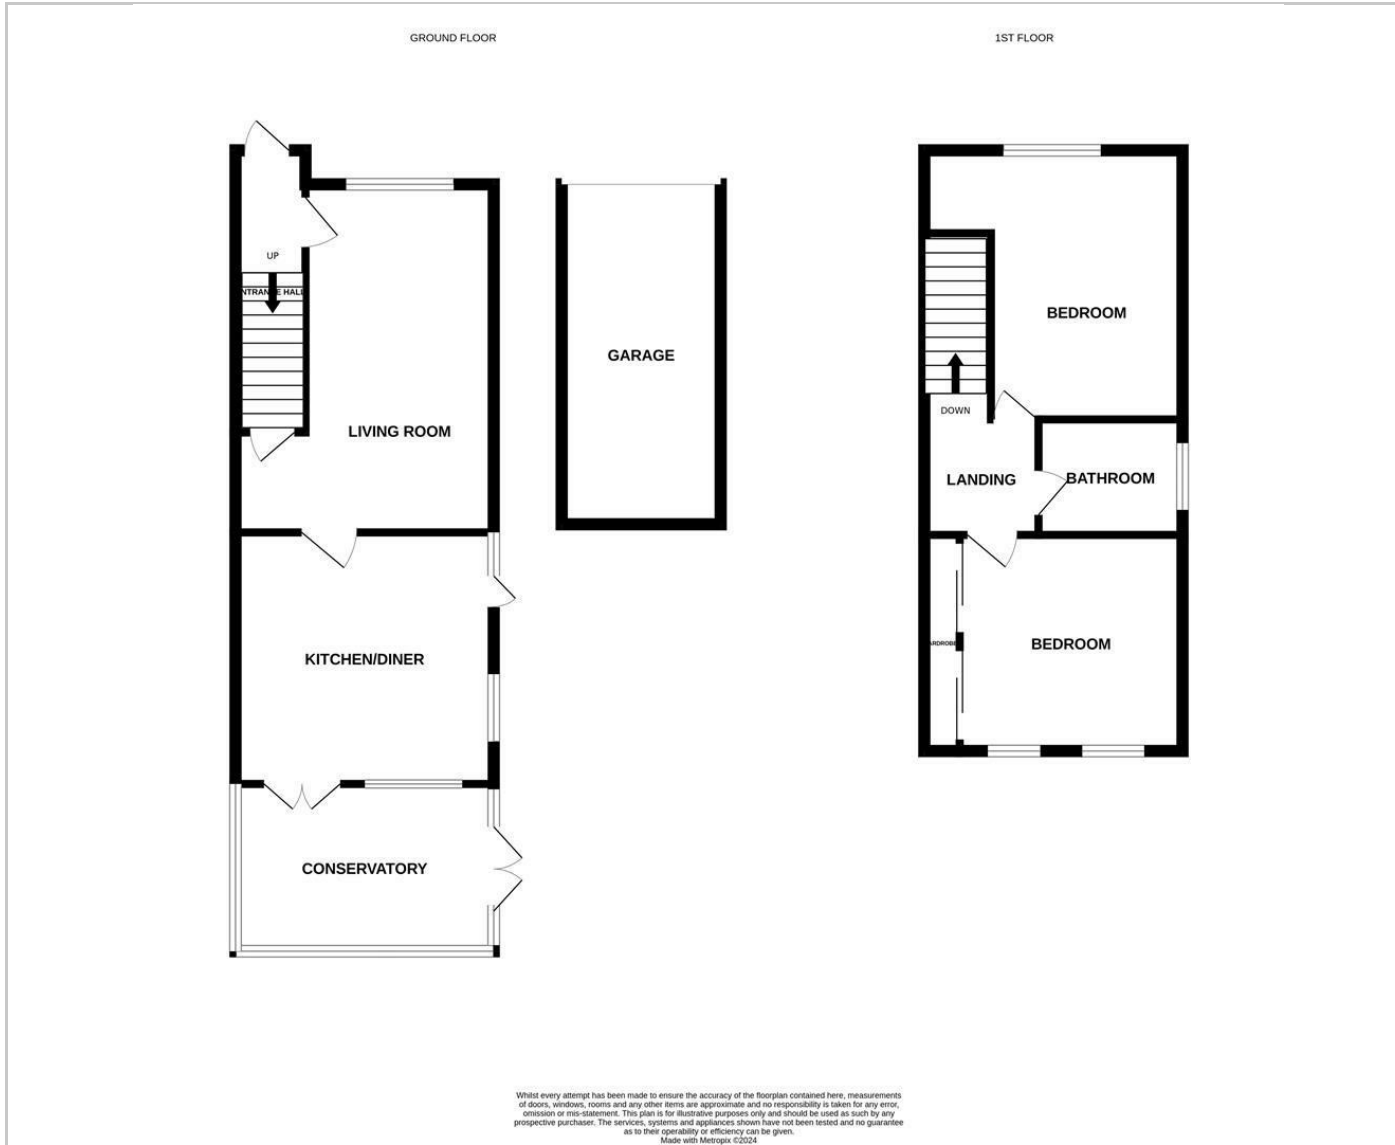 GROUND FLOOR
1ST FLOOR
UP
NTRANCE HALL
LIVING ROOM
GARAGE
KITCHEN/DINER
CONSERVATORY
BEDROOM
DOWN
LANDING
BATHROOM
ARDROBE
BEDROOM
Whilst every attempt has been made to ensure the accuracy of the floorplan contained here, measurements
of doors, windows, rooms and any other items are approximate and no responsibility is taken for any error,
omission or mis-statement. This plan is for illustrative purposes only and should be used as such by any
prospective purchaser. The services, systems and appliances shown have not been tested and no guarantee
as to their operability or efficiency can be given.
Made with Metropix ©2024